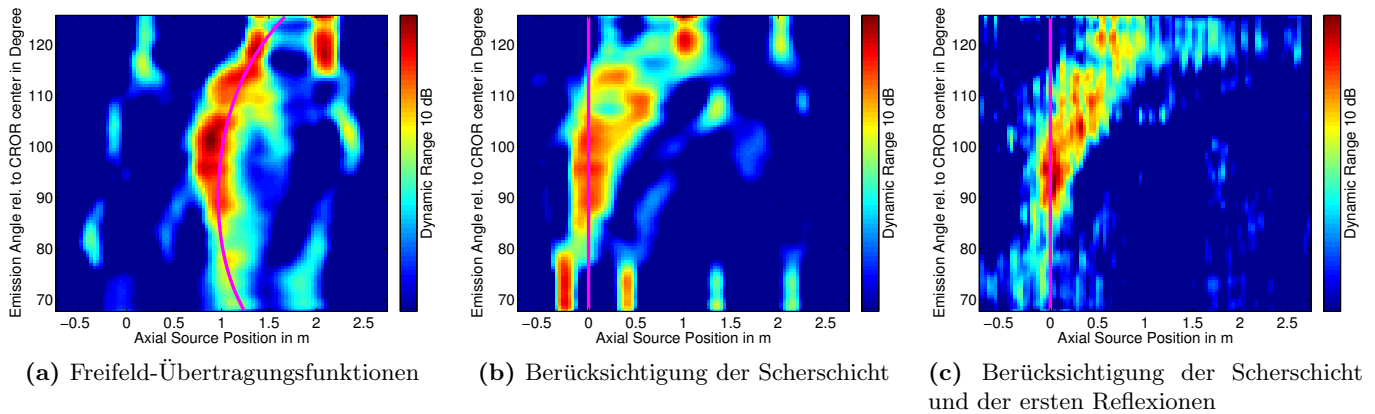 120
110
100
90
80
70
Emission Angle rel. to CROR center in Degree
−0.5 0 0.5 1 1.5 2 2.5
Axial Source Position in m
Dynamic Range 10 dB
(a) Freifeld-Übertragungsfunktionen
120
110
100
90
80
70
Emission Angle rel. to CROR center in Degree
−0.5 0 0.5 1 1.5 2 2.5
Axial Source Position in m
Dynamic Range 10 dB
(b) Berücksichtigung der Scherschicht
120
110
100
90
80
70
Emission Angle rel. to CROR center in Degree
−0.5 0 0.5 1 1.5 2 2.5
Axial Source Position in m
Dynamic Range 10 dB
(c) Berücksichtigung der Scherschicht
und der ersten Reflexionen